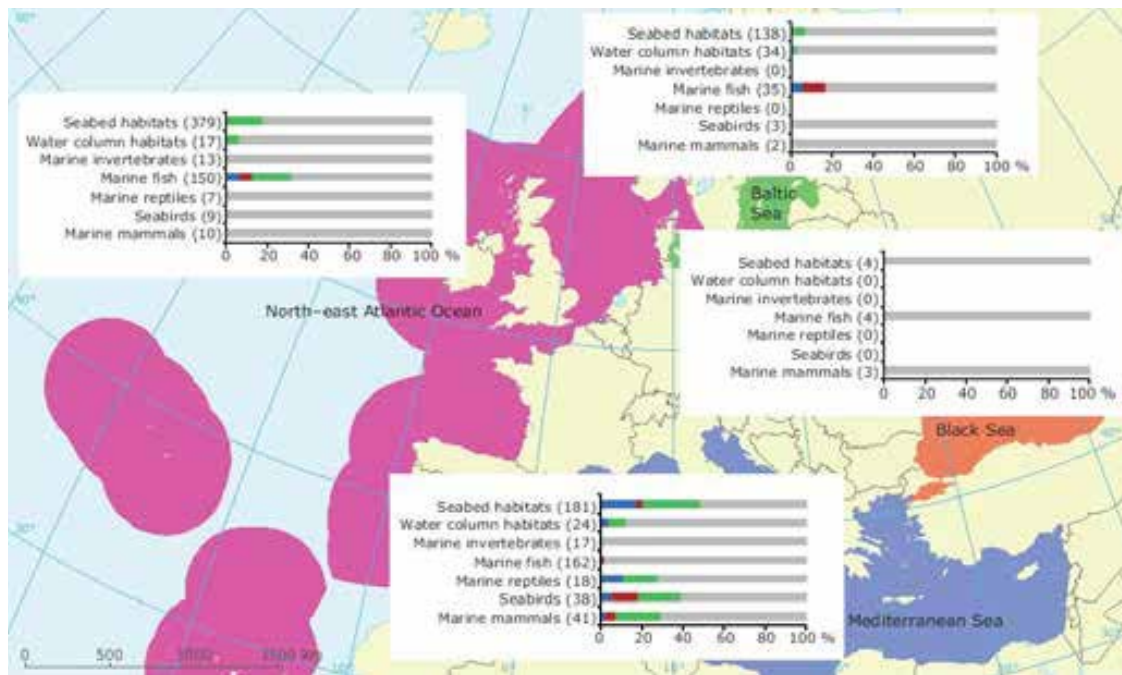 Seabed habitats (138)
Water column habitats (34)
Marine invertebrates (0)
Marine fish (35)
Marine reptiles (0)
Seabirds (3)
Marine mammals (2)
0 20 40 60 80 100 %
Seabed habitats (379)
Water column habitats (17)
Marine invertebrates (13)
Marine fish (150)
Marine reptiles (7)
Seabirds (9)
Marine mammals (10)
0 20 40 60 80 100 %
Baltic
Sea
Seabed habitats (4)
Water column habitats (0)
Marine invertebrates (0)
Marine fish (4)
Marine reptiles (0)
Seabirds (0)
Marine mammals (3)
0 20 40 60 80 100 %
North-east Atlantic Ocean
Black Sea
Seabed habitats (181)
Water column habitats (24)
Marine invertebrates (17)
Marine fish (162)
Marine reptiles (18)
Seabirds (38)
Marine mammals (41)
0 20 40 60 80 100 %
Mediterranean Sea
0 500 1000 1500 km